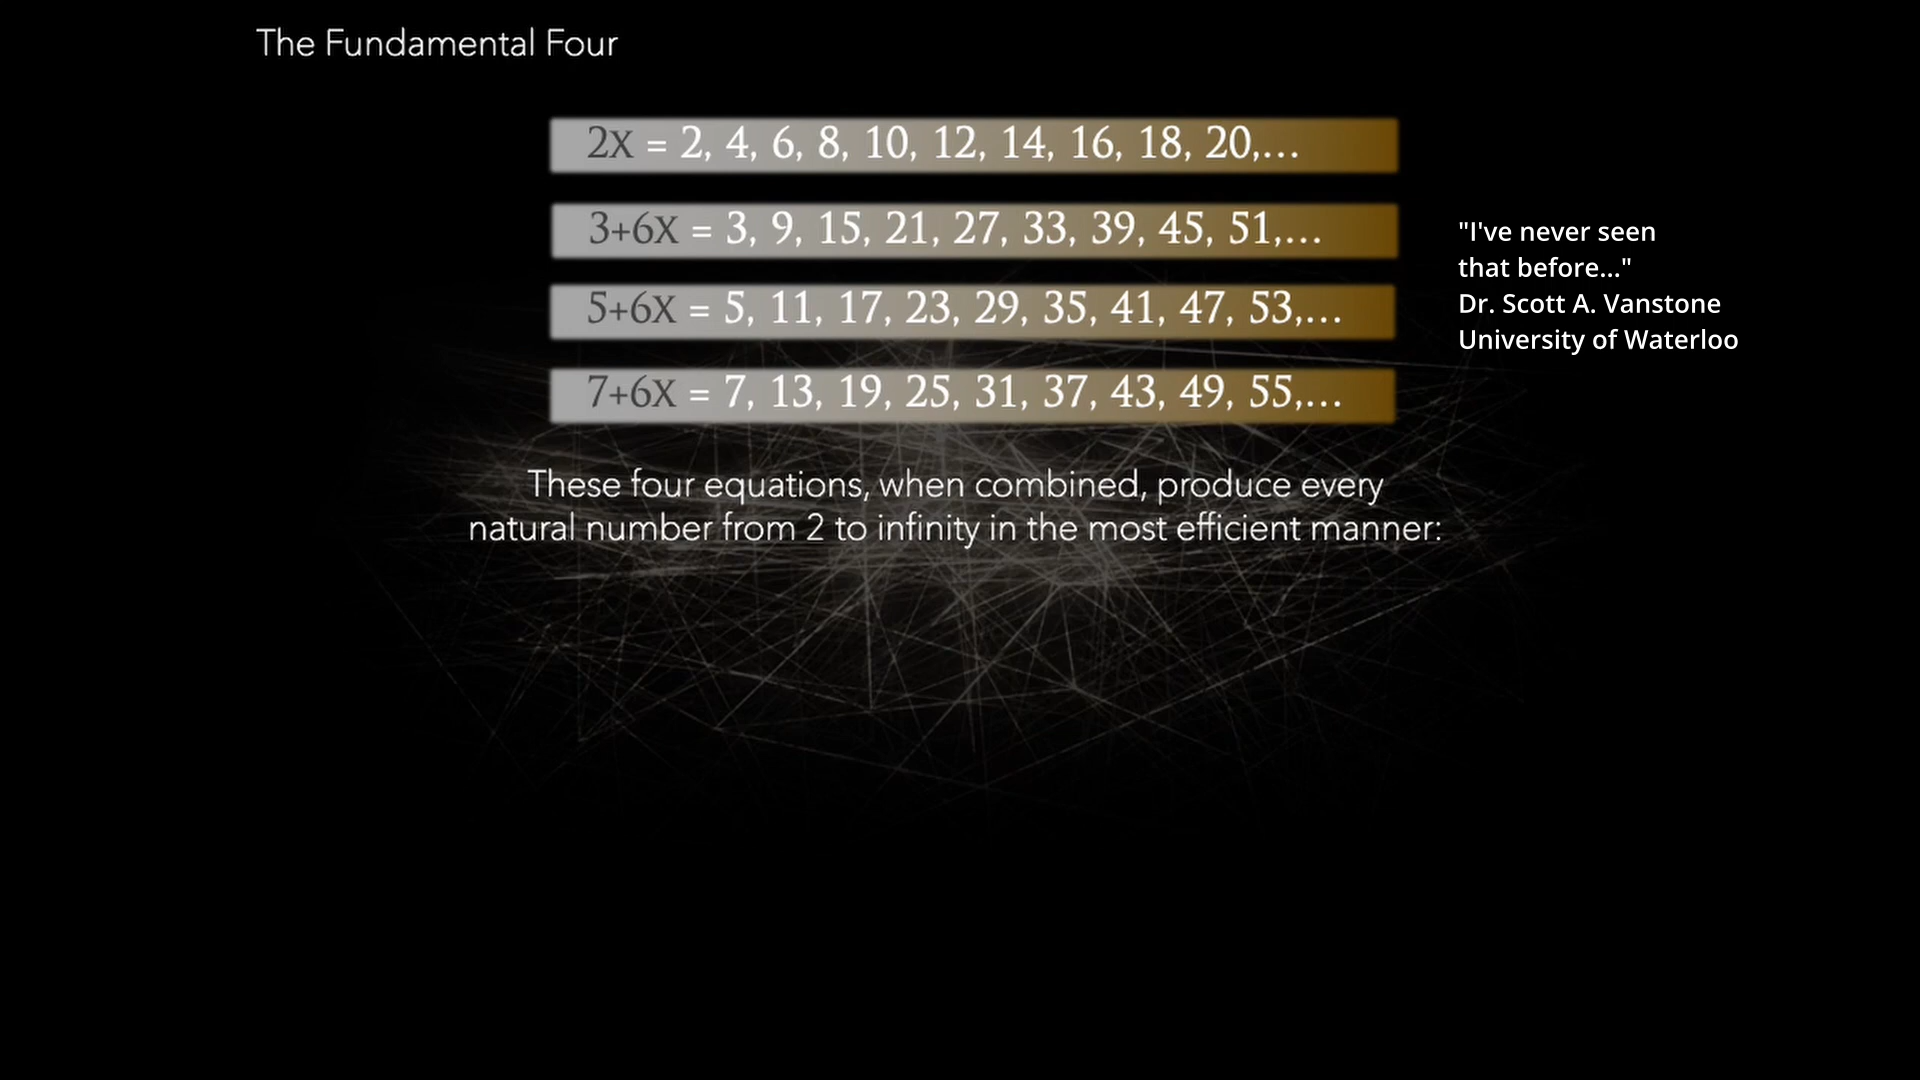 The Fundamental Four
2X = 2, 4, 6, 8, 10, 12, 14, 16, 18, 20,...
3+6X = 3, 9, 15, 21, 27, 33, 39, 45, 51,...
5+6X = 5, 11, 17, 23, 29, 35, 41, 47, 53,...
7+6X = 7, 13, 19, 25, 31, 37, 43, 49, 55,...
"I've never seen
that before..."
Dr. Scott A. Vanstone
University of Waterloo
These four equations, when combined, produce every
natural number from 2 to infinity in the most efficient manner: